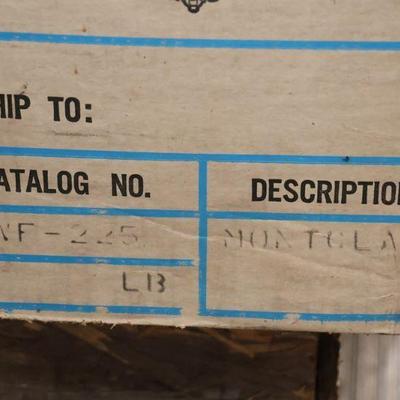 HIP TO:
ATALOG NO. DESCRIPTION
NF-225 MONTCLA
LB